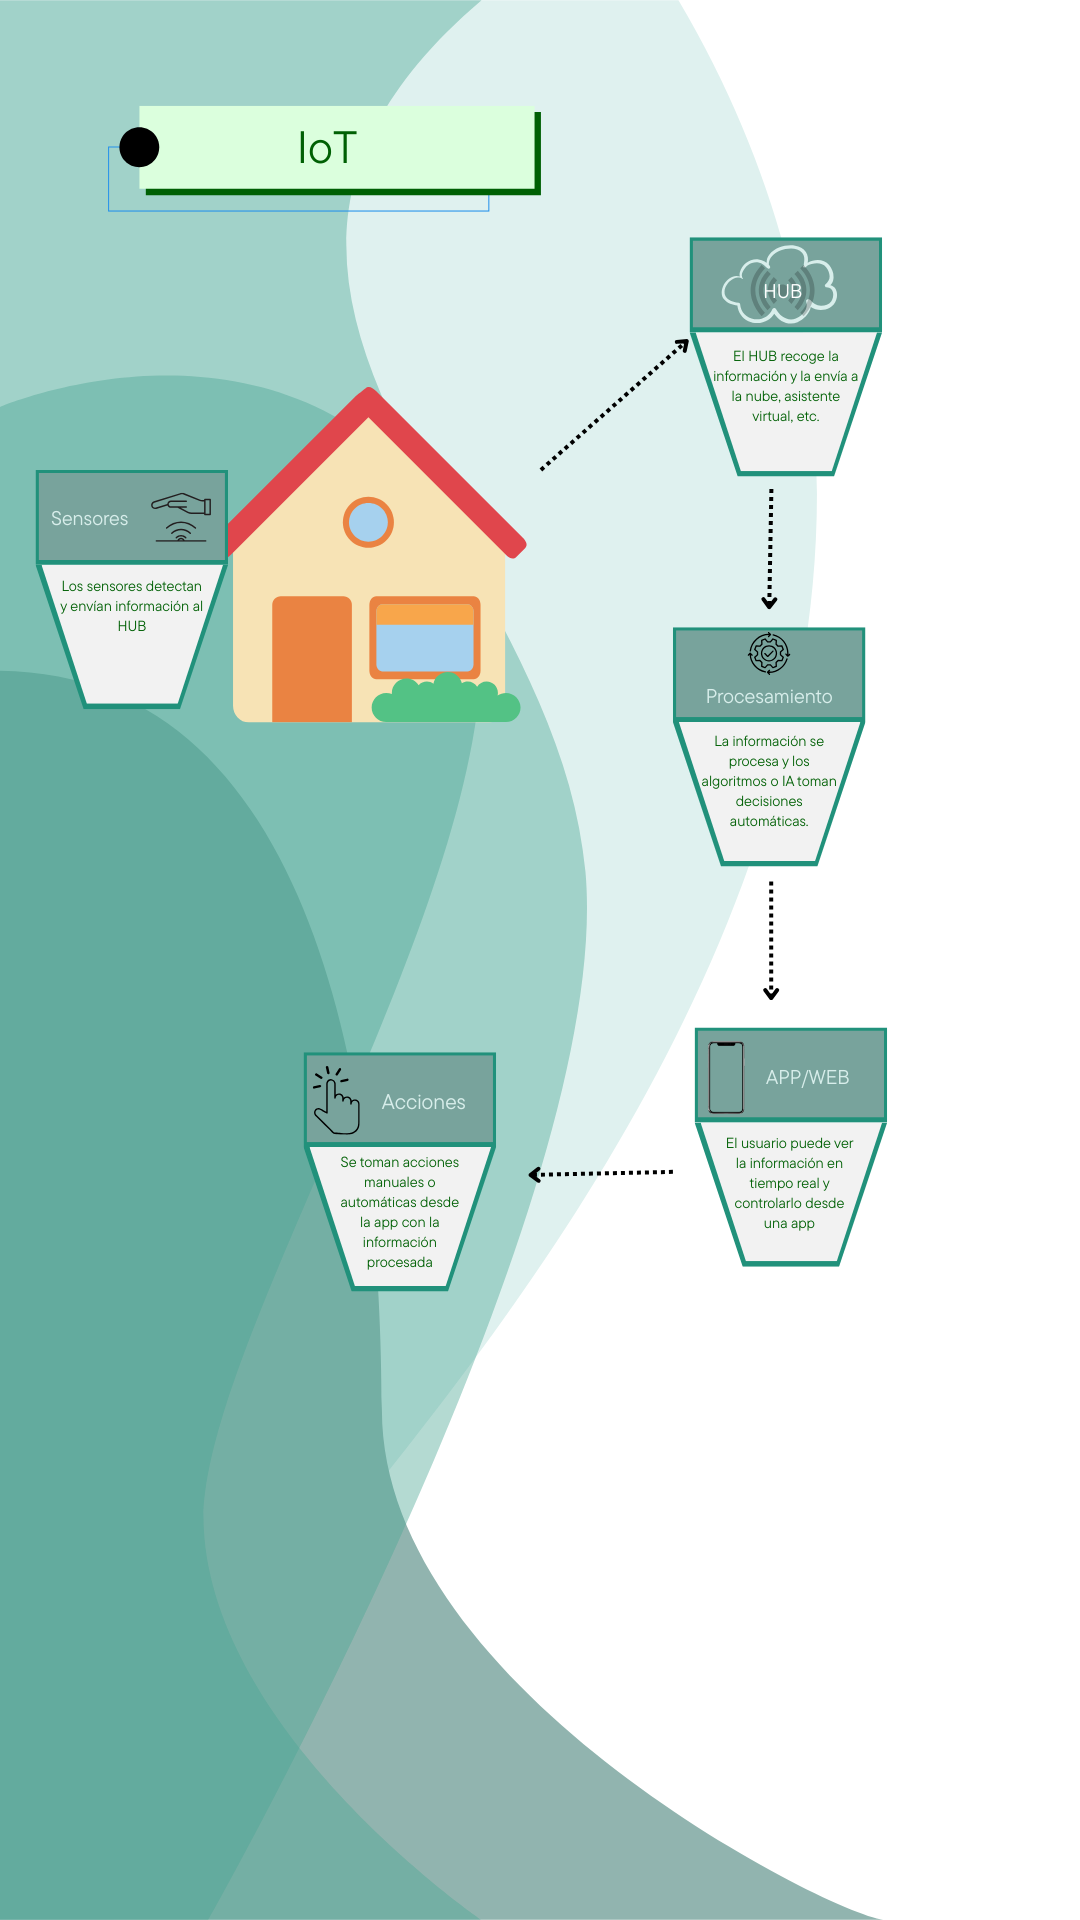 IoT
HUB
El HUB recoge la
información y la envía a
la nube, asistente
virtual, etc.
Sensores
Los sensores detectan
y envían información al
HUB
Procesamiento
La información se
procesa y los
algoritmos o IA toman
decisiones
automáticas.
APP/WEB
El usuario puede ver
la información en
tiempo real y
controlarlo desde
una app
Acciones
Se toman acciones
manuales o
automáticas desde
la app con la
información
procesada